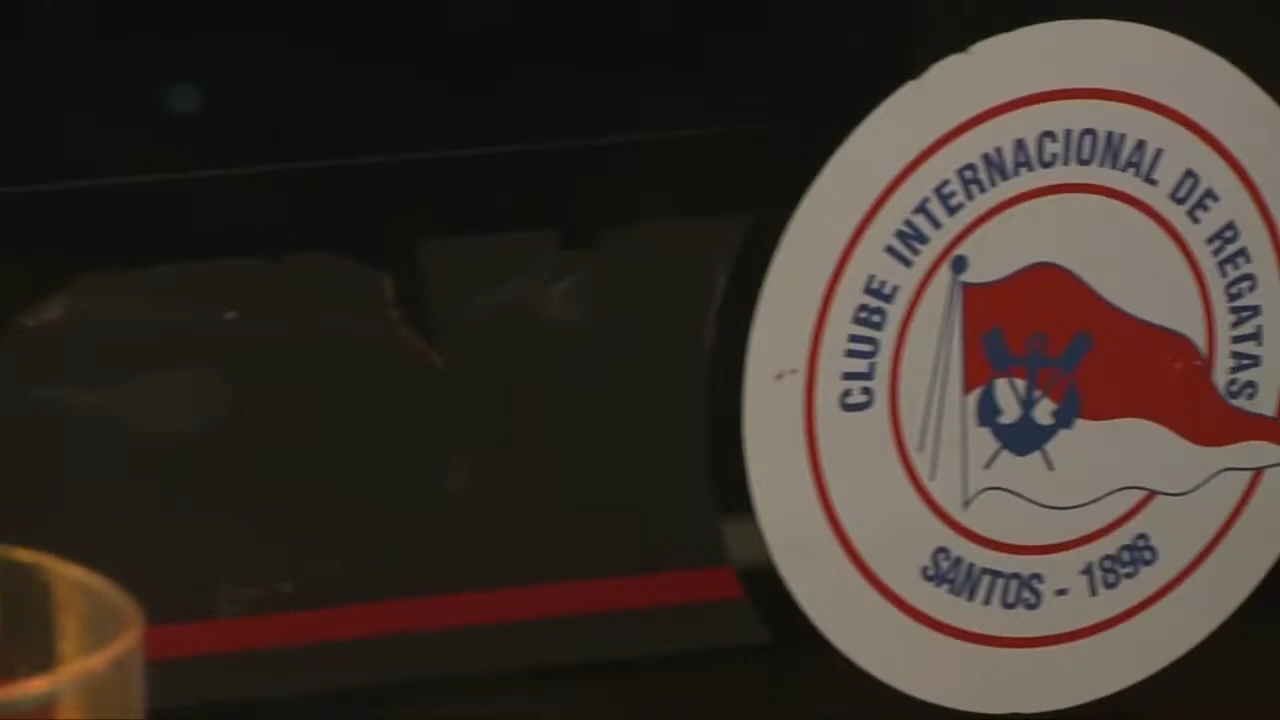 CLUBE INTERNACIONAL DE REGATAS
SANTOS - 1898